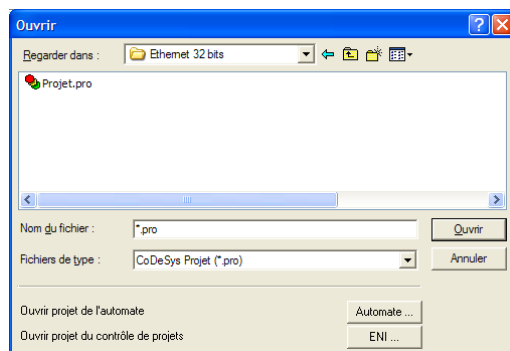 Ouvrir
Regarder dans : Ethernet 32 bits
Projet.pro
Nom du fichier : *.pro Ouvrir
Fichiers de type : CoDeSys Projet (*.pro) Annuler
Ouvrir projet de l'automate Automate ...
Ouvrir projet du contrôle de projets ENI ...